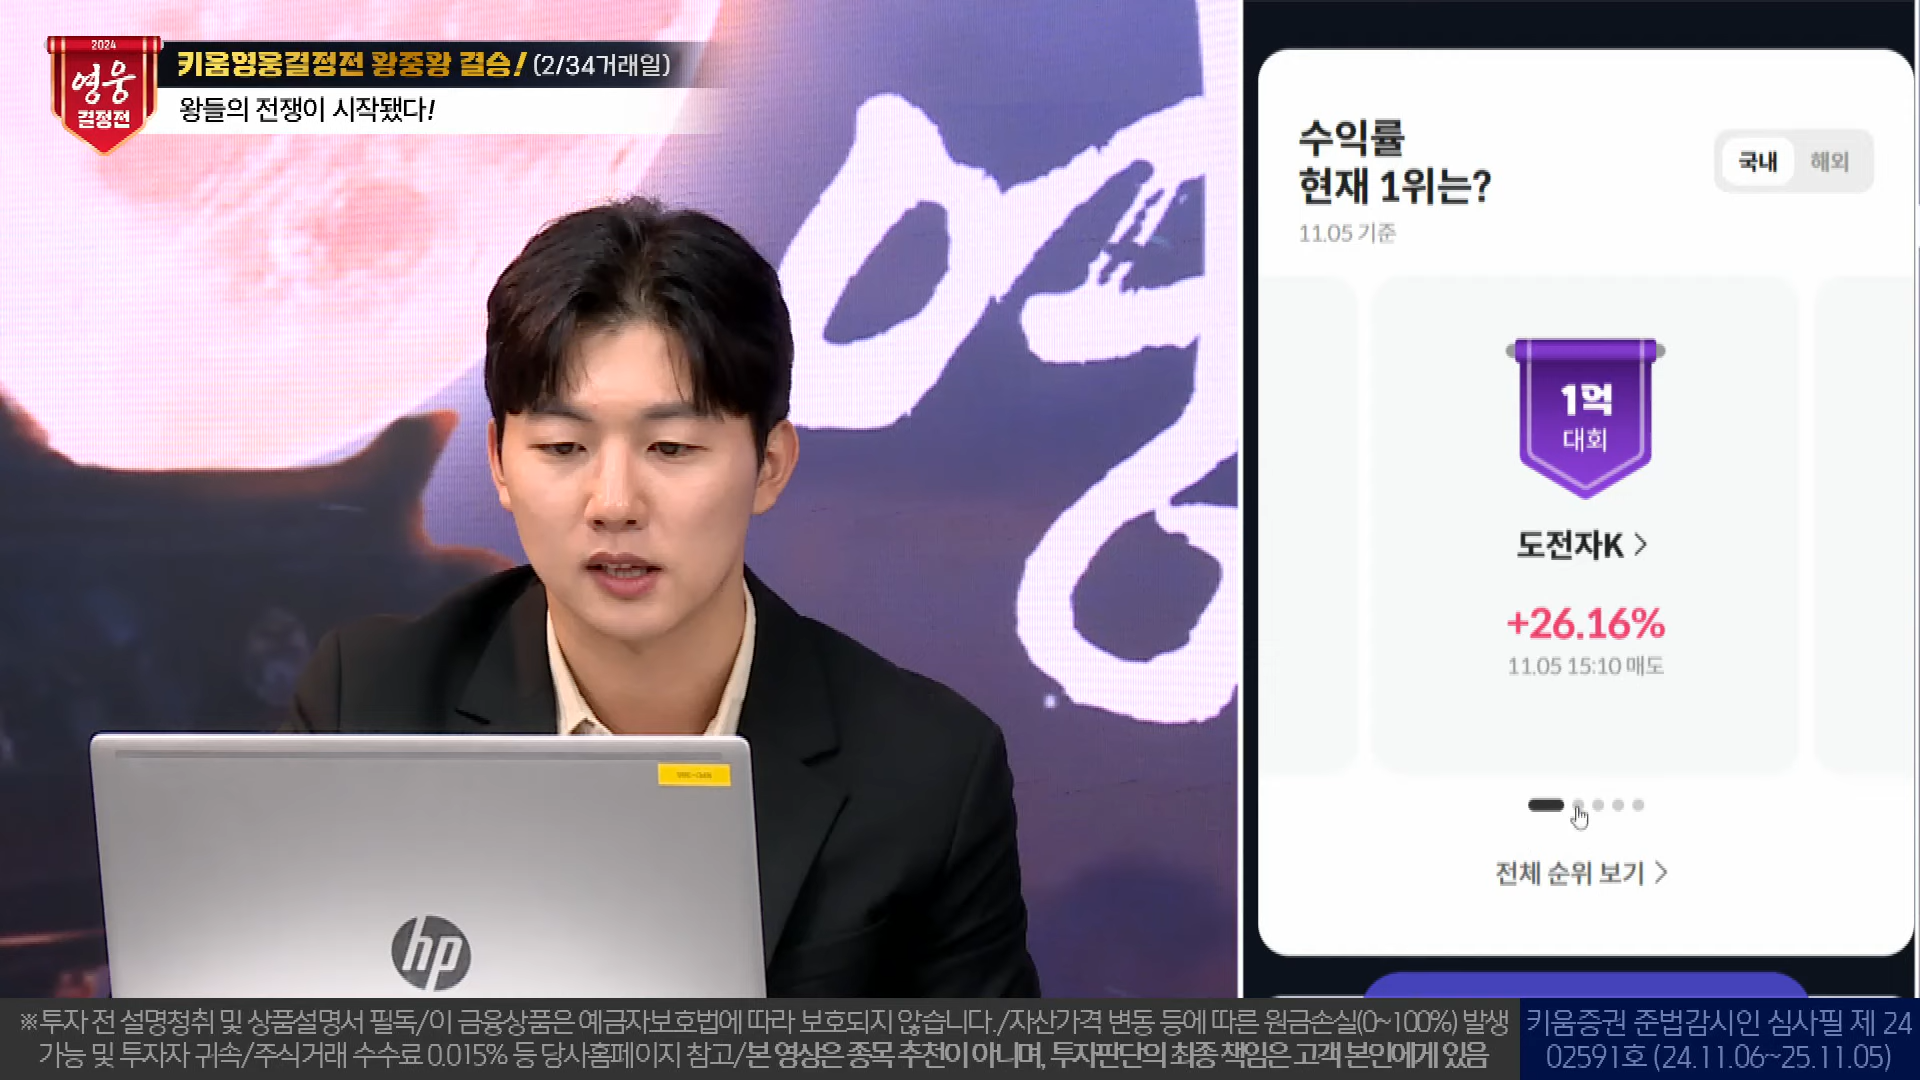 2024
영웅
결정전
키움영웅결정전 왕중왕 결승! (2/34거래일)
왕들의 전쟁이 시작됐다!
영
수익률
현재 1위는?
11.05 기준
국내 해외
1억
대회
도전자K >
+26.16%
11.05 15:10 매도
전체 순위 보기 >
hp
※투자 전 설명청취 및 상품설명서 필독/이 금융상품은 예금자보호법에 따라 보호되지 않습니다./자산가격 변동 등에 따른 원금손실(0~100%) 발생
가능 및 투자자 귀속/주식거래 수수료 0.015% 등 당사홈페이지 참고/본 영상은 종목 추천이 아니며, 투자판단의 최종 책임은 고객 본인에게 있음
키움증권 준법감시인 심사필 제 24
02591호 (24.11.06~25.11.05)